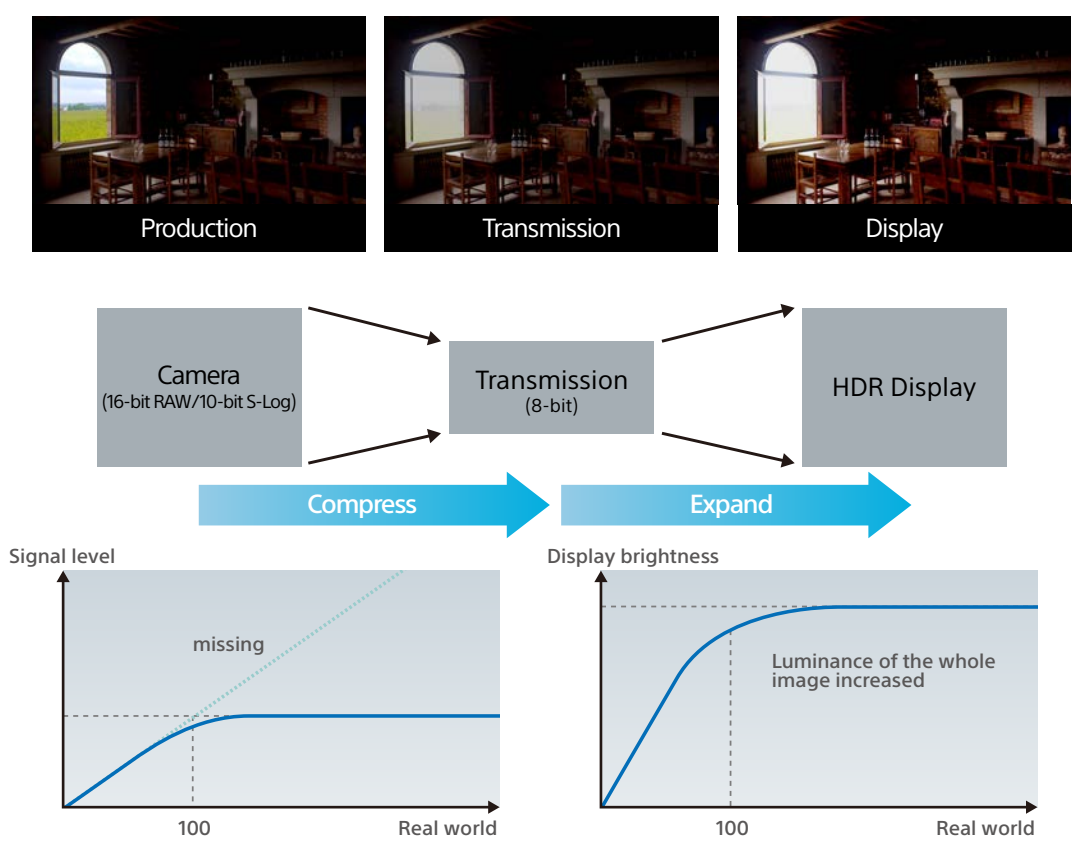 Production
Transmission
Display
Camera
(16-bit RAW/10-bit S-Log)
Transmission
(8-bit)
HDR Display
Compress
Expand
Signal level
missing
100
Real world
Display brightness
Luminance of the whole
image increased
100
Real world